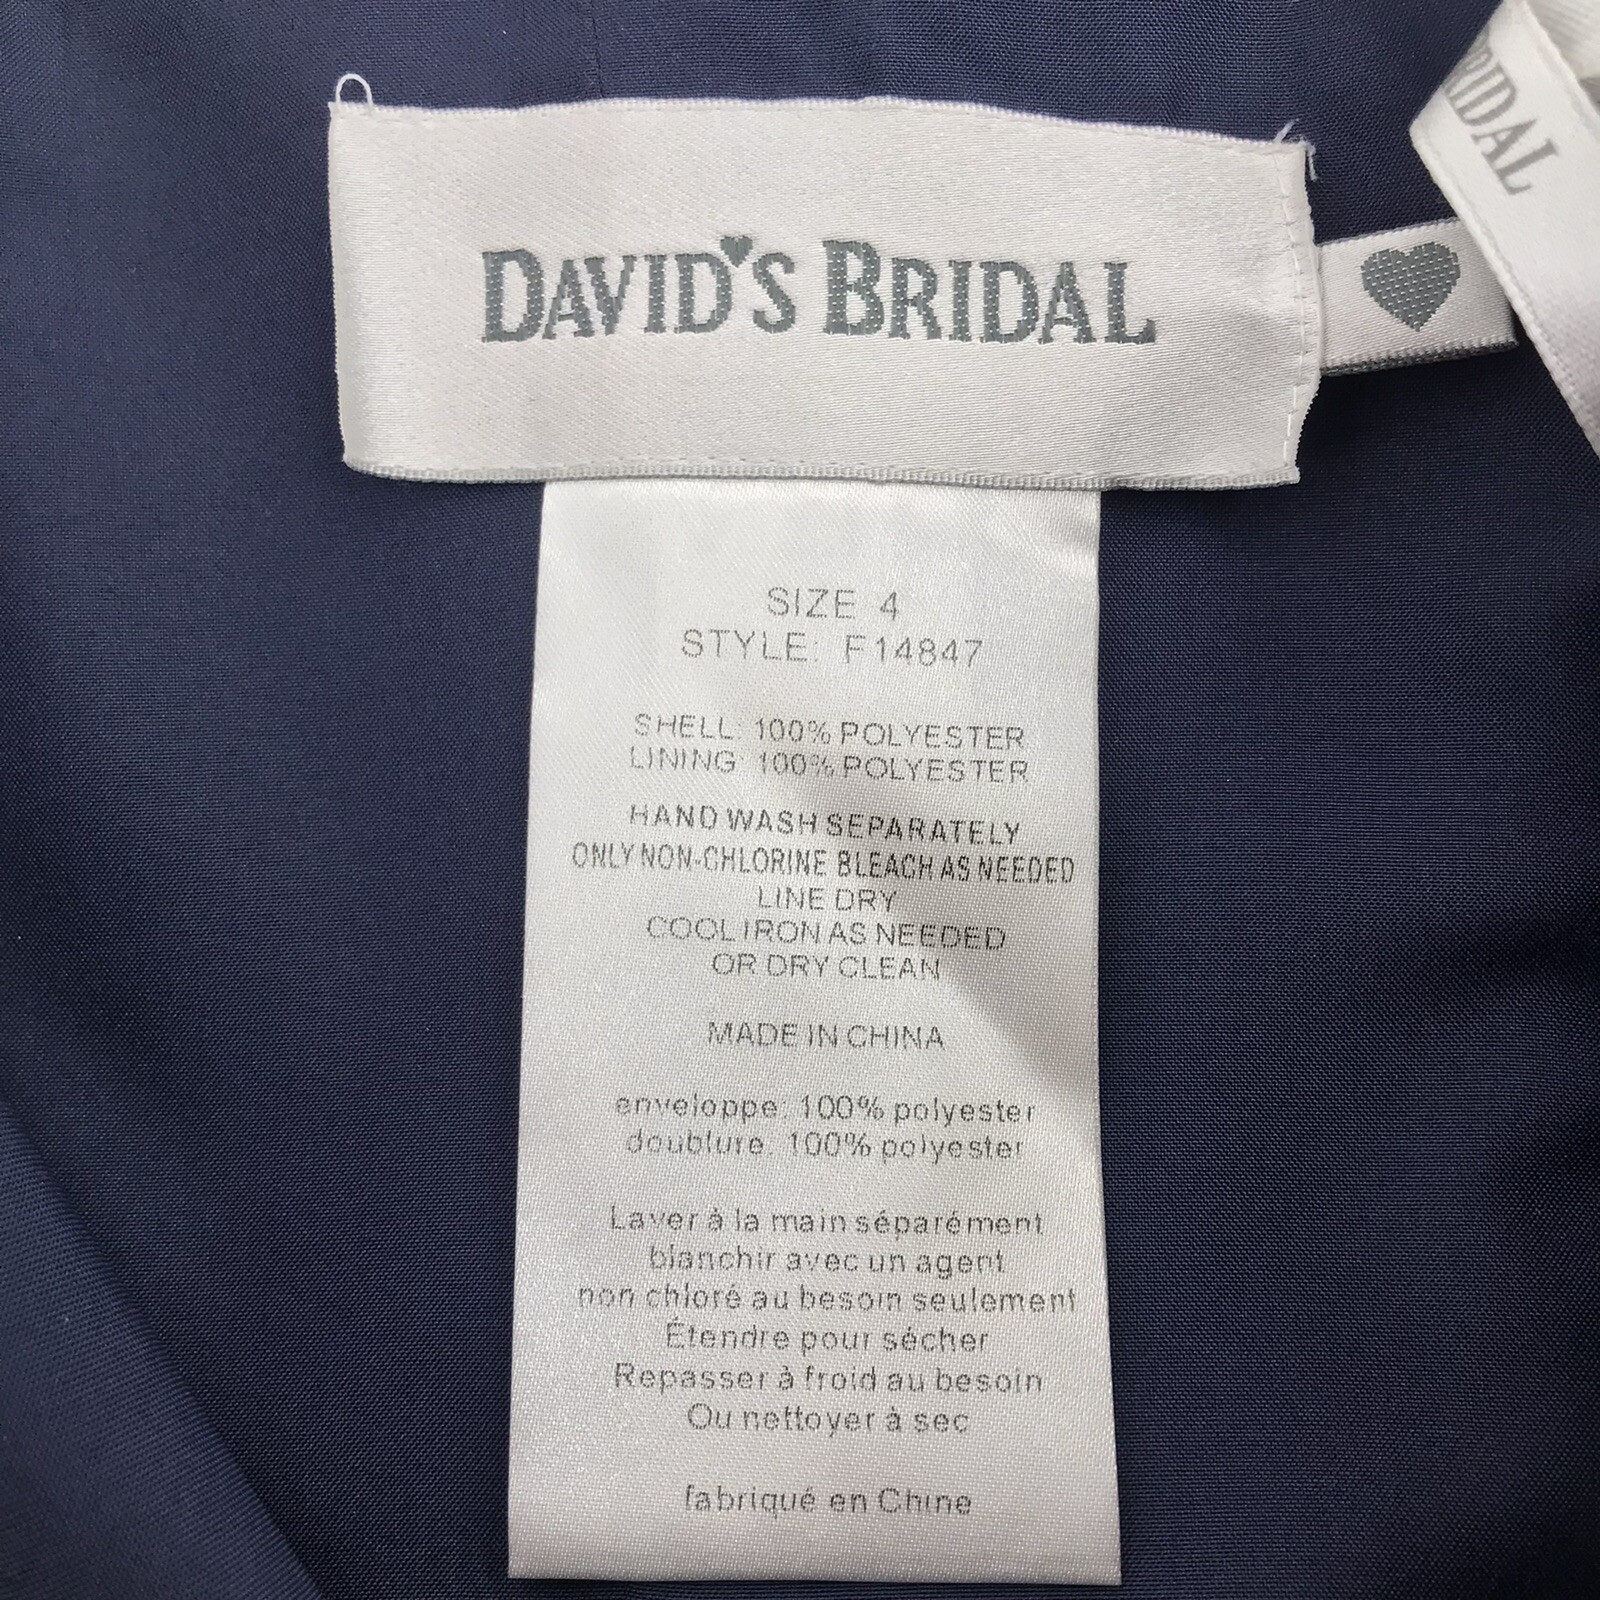 DAVID'S BRIDAL
RIDAL
SIZE 4
STYLE: F14847
SHELL: 100% POLYESTER
LINING: 100% POLYESTER
HAND WASH SEPARATELY
ONLY NON-CHLORINE BLEACH AS NEEDED
LINE DRY
COOL IRON AS NEEDED
OR DRY CLEAN
MADE IN CHINA
enveloppe: 100% polyester
doublure: 100% polyester
Laver à la main séparément
blanchir avec un agent
non chloré au besoin seulement
Étendre pour sécher
Repasser à froid au besoin
Ou nettoyer à sec
fabriqué en Chine